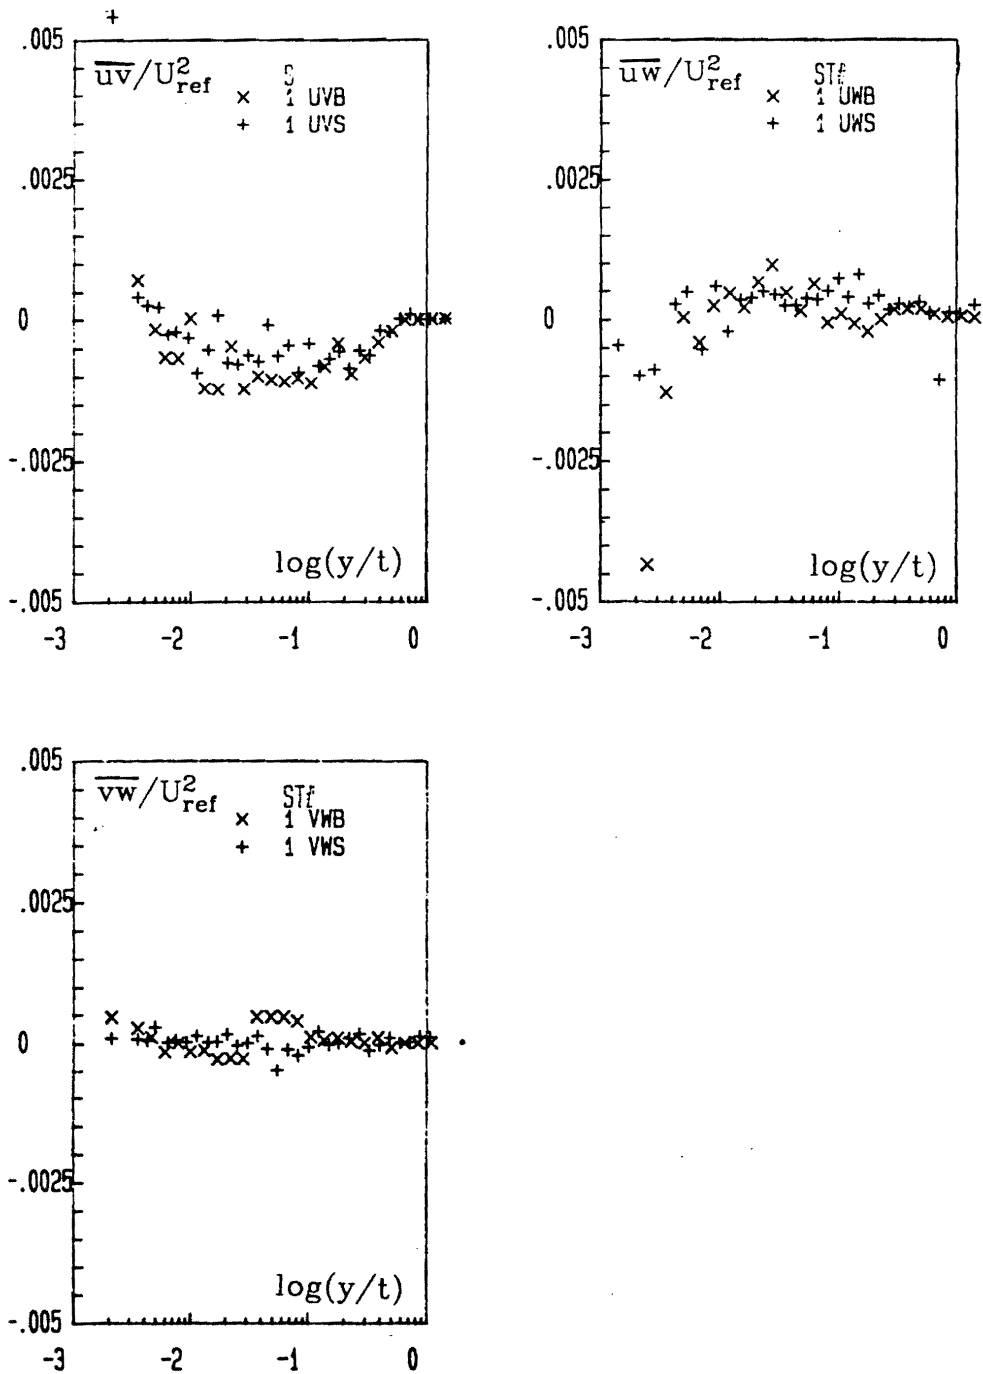 .005
uv/U²ref
S
× 1 UVB
+ 1 UVS
.0025
0
-.0025
log(y/t)
-.005
-3 -2 -1 0
.005
uw/U²ref
× 1 UWB
+ 1 UWS
.0025
0
-.0025
log(y/t)
-.005
-3 -2 -1 0
.005
vw/U²ref
× 1 VWB
+ 1 VWS
.0025
0
-.0025
log(y/t)
-.005
-3 -2 -1 0